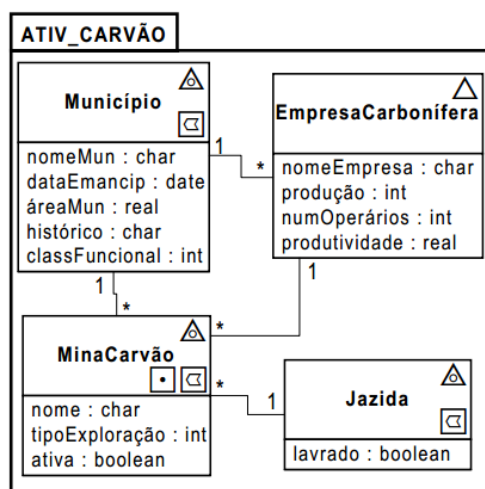 ATIV_CARVÃO
Município
nomeMun : char
dataEmancip : date
áreaMun : real
histórico : char
classFuncional : int
1
*
EmpresaCarbonífera
nomeEmpresa : char
produção : int
numOperários : int
produtividade : real
1
*
1
*
MinaCarvão
nome : char
tipoExploração : int
ativa : boolean
*
1
Jazida
lavrado : boolean